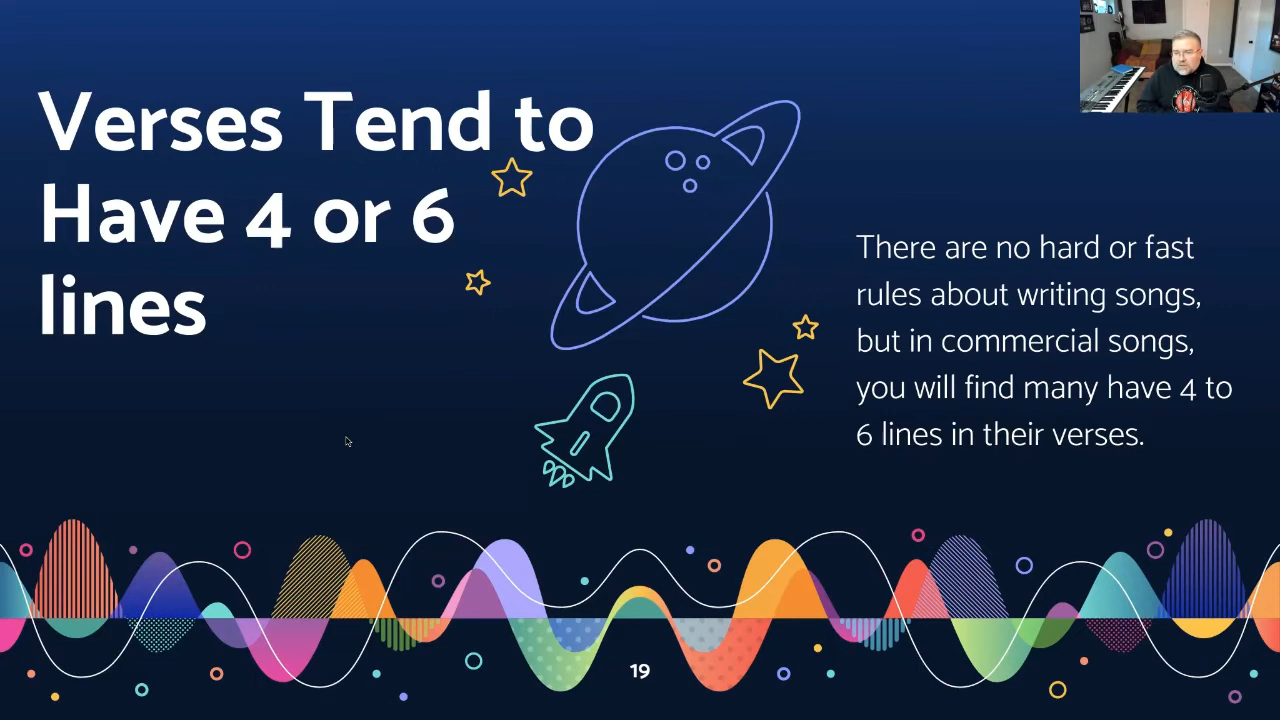 Verses Tend to
Have 4 or 6
lines
There are no hard or fast
rules about writing songs,
but in commercial songs,
you will find many have 4 to
6 lines in their verses.
19